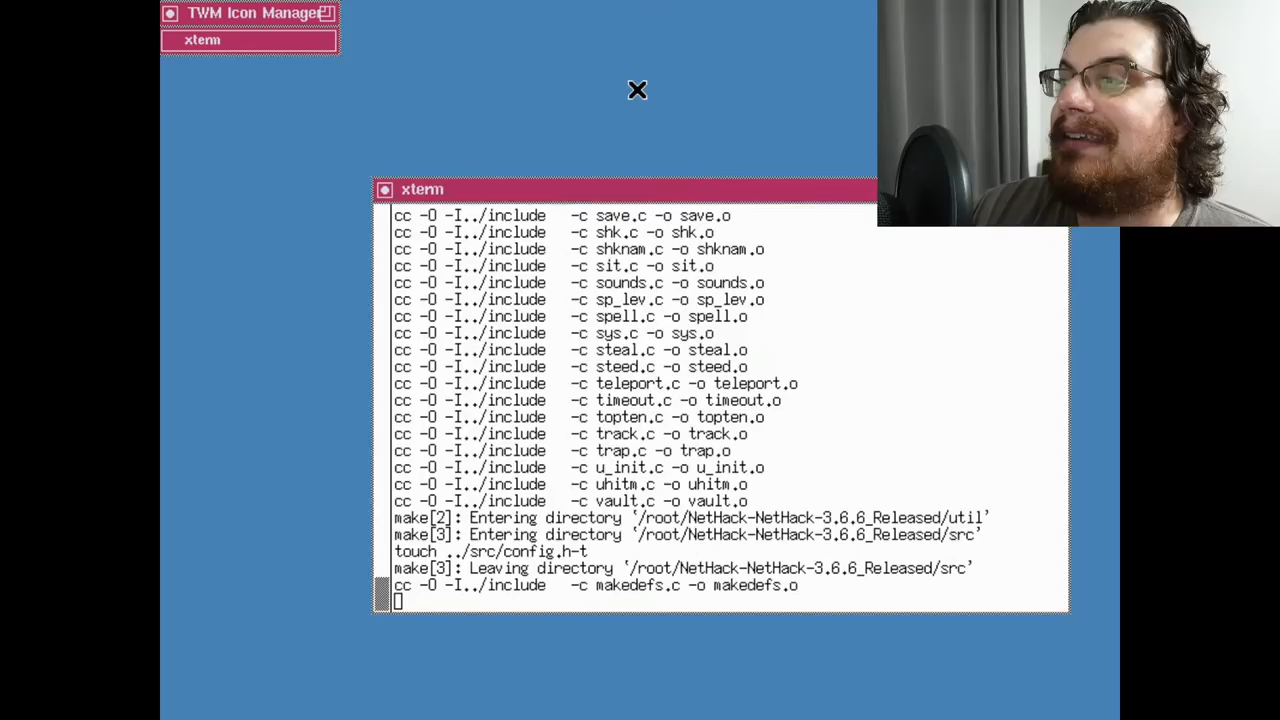 TWM Icon Manager
xterm
xterm
cc -O -I../include   -c save.c -o save.o
cc -O -I../include   -c shk.c -o shk.o
cc -O -I../include   -c shknam.c -o shknam.o
cc -O -I../include   -c sit.c -o sit.o
cc -O -I../include   -c sounds.c -o sounds.o
cc -O -I../include   -c sp_lev.c -o sp_lev.o
cc -O -I../include   -c spell.c -o spell.o
cc -O -I../include   -c sys.c -o sys.o
cc -O -I../include   -c steal.c -o steal.o
cc -O -I../include   -c steed.c -o steed.o
cc -O -I../include   -c teleport.c -o teleport.o
cc -O -I../include   -c timeout.c -o timeout.o
cc -O -I../include   -c topten.c -o topten.o
cc -O -I../include   -c track.c -o track.o
cc -O -I../include   -c trap.c -o trap.o
cc -O -I../include   -c u_init.c -o u_init.o
cc -O -I../include   -c uhitm.c -o uhitm.o
cc -O -I../include   -c vault.c -o vault.o
make[2]: Entering directory `/root/NetHack-NetHack-3.6.6_Released/util'
make[3]: Entering directory `/root/NetHack-NetHack-3.6.6_Released/src'
touch ../src/config.h-t
make[3]: Leaving directory `/root/NetHack-NetHack-3.6.6_Released/src'
cc -O -I../include   -c makedefs.c -o makedefs.o